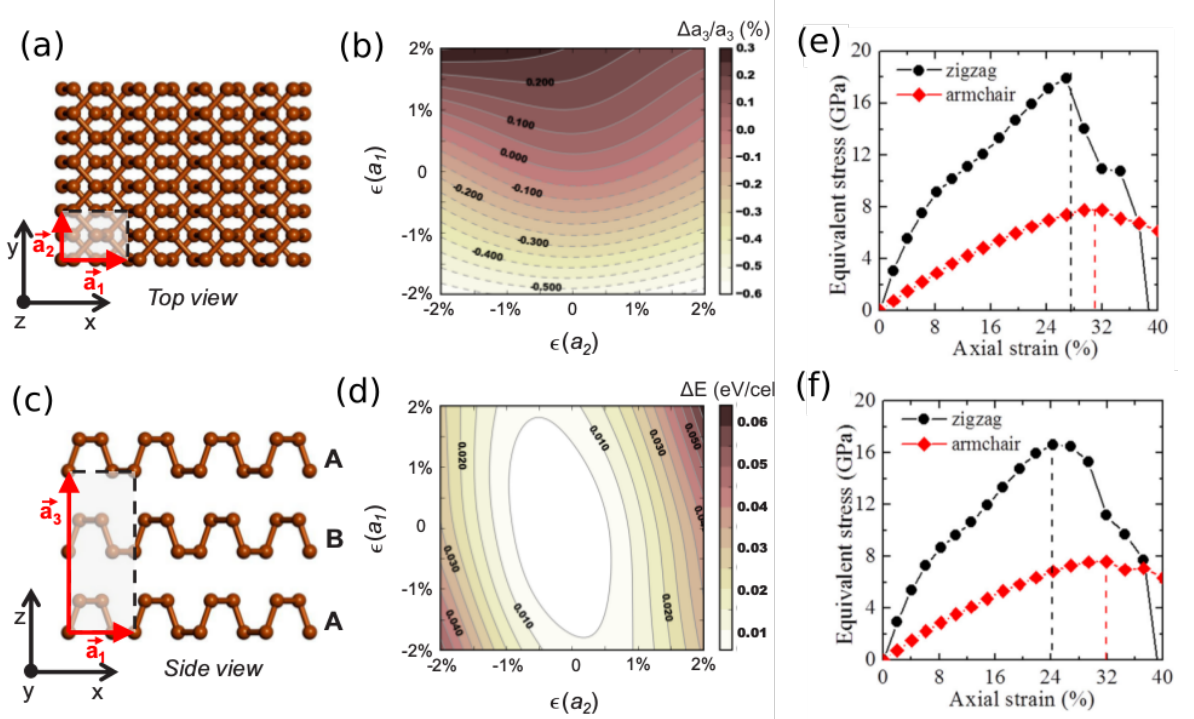 (a)
y
z
x
a₂
a₁
Top view
(b)
Δa₃/a₃ (%)
2%
1%
0
-1%
-2%
ϵ(a₁)
0.200
0.100
0.000
-0.100
-0.200
-0.300
-0.400
-0.500
-2%
-1%
0
1%
2%
ϵ(a₂)
0.3
0.2
0.1
0.0
−0.1
−0.2
−0.3
−0.4
−0.5
−0.6
(e)
zigzag
armchair
20
16
12
8
4
0
Equivalent stress (GPa)
0 8 16 24 32 40
Axial strain (%)
(c)
A
B
A
a₃
a₁
z
y
x
Side view
(d)
ΔE (eV/cel
2%
1%
0
-1%
-2%
ϵ(a₁)
0.020
0.010
0.030
0.050
0.04
0.030
0.040
0.010
0.020
-2%
-1%
0
1%
2%
ϵ(a₂)
0.06
0.05
0.04
0.03
0.02
0.01
(f)
zigzag
armchair
20
16
12
8
4
0
Equivalent stress (GPa)
0 8 16 24 32 40
Axial strain (%)